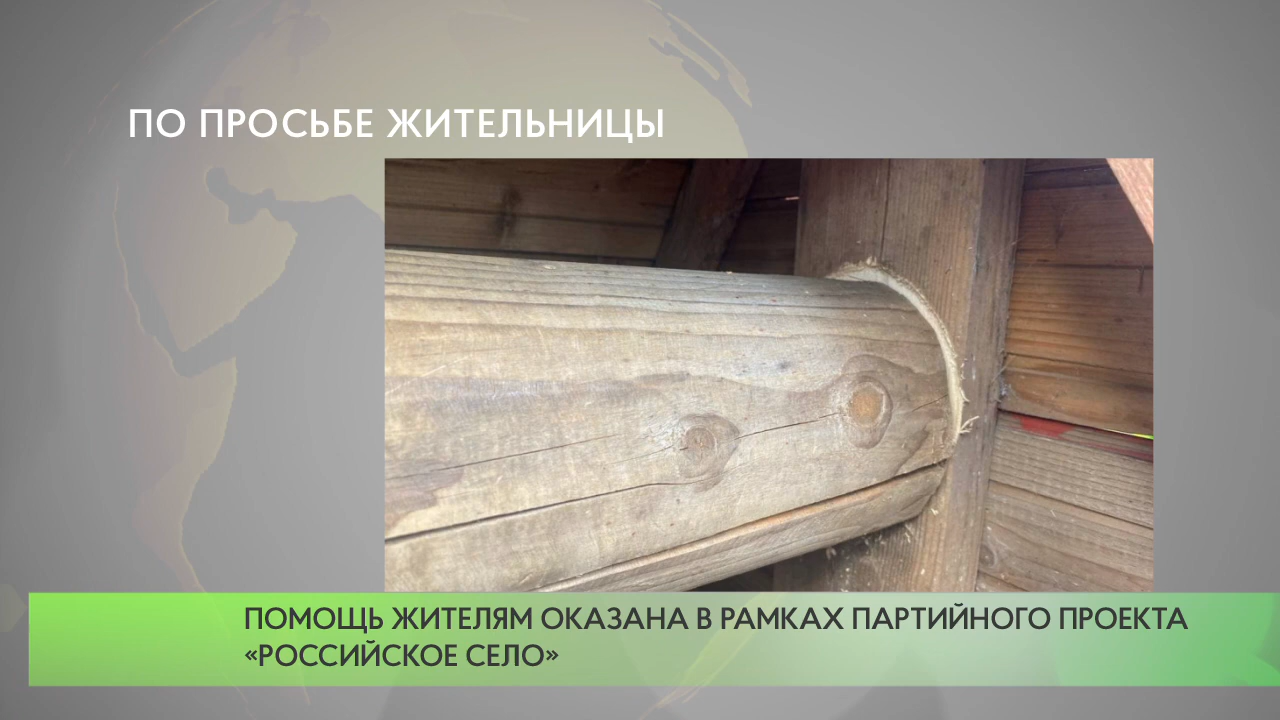 ПО ПРОСЬБЕ ЖИТЕЛЬНИЦЫ
ПОМОЩЬ ЖИТЕЛЯМ ОКАЗАНА В РАМКАХ ПАРТИЙНОГО ПРОЕКТА
«РОССИЙСКОЕ СЕЛО»